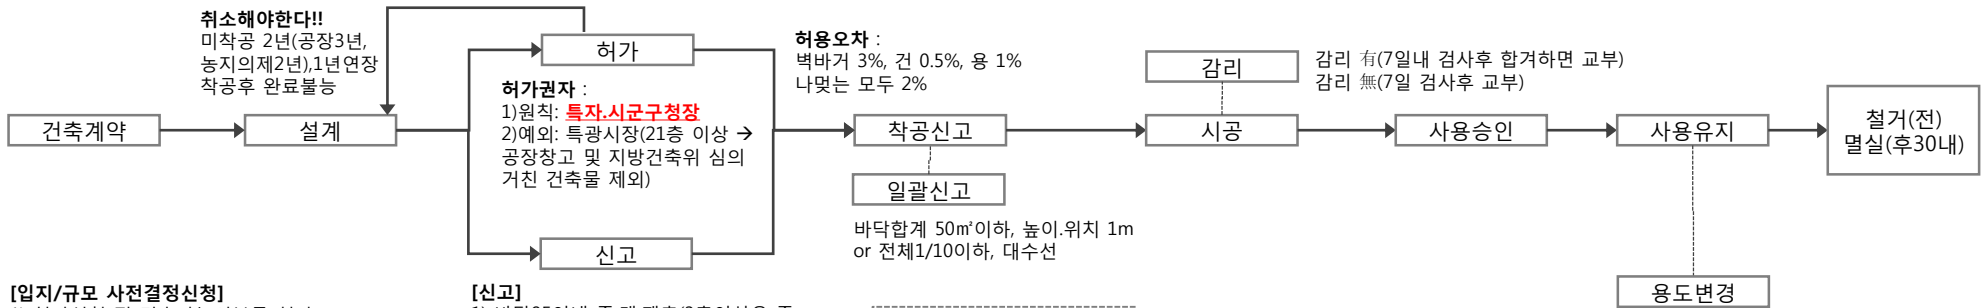 취소해야한다!!
미착공 2년(공장3년,
농지의제2년),1년연장
착공후 완료불능
허가
허가권자 :
1)원칙: 특자.시군구청장
2)예외: 특광시장(21층 이상 →
공장창고 및 지방건축위 심의
거친 건축물 제외)
허용오차 :
벽바거 3%, 건 0.5%, 용 1%
나멎는 모두 2%
감리
감리 有(7일내 검사후 합겨하면 교부)
감리 無(7일 검사후 교부)
건축계약
설계
착공신고
시공
사용승인
사용유지
철거(전)
멸실(후30내)
일괄신고
바닥합계 50㎡이하, 높이.위치 1m
or 전체1/10이하, 대수선
신고
용도변경
[입지/규모 사전결정신청]
[신고]